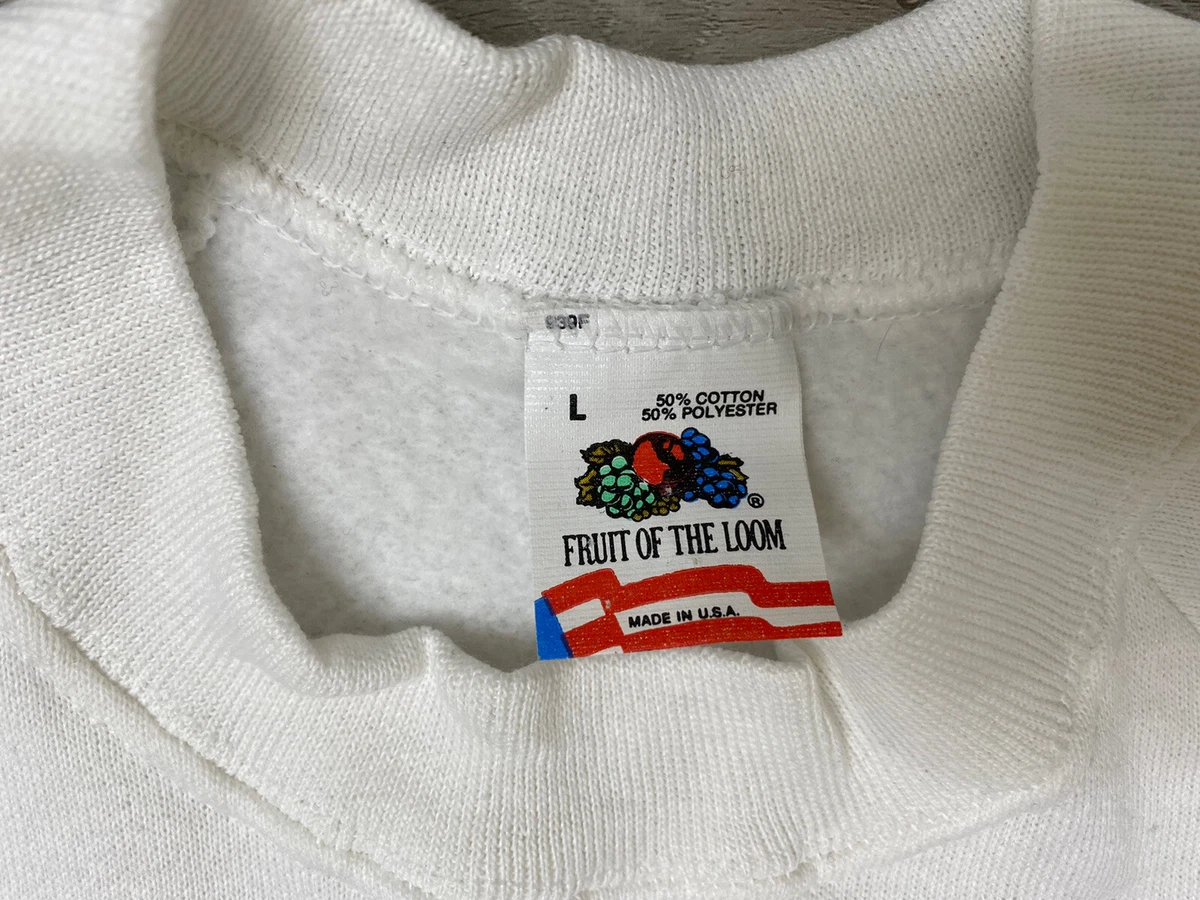 L
50% COTTON
50% POLYESTER
®
FRUIT OF THE LOOM
MADE IN U.S.A.